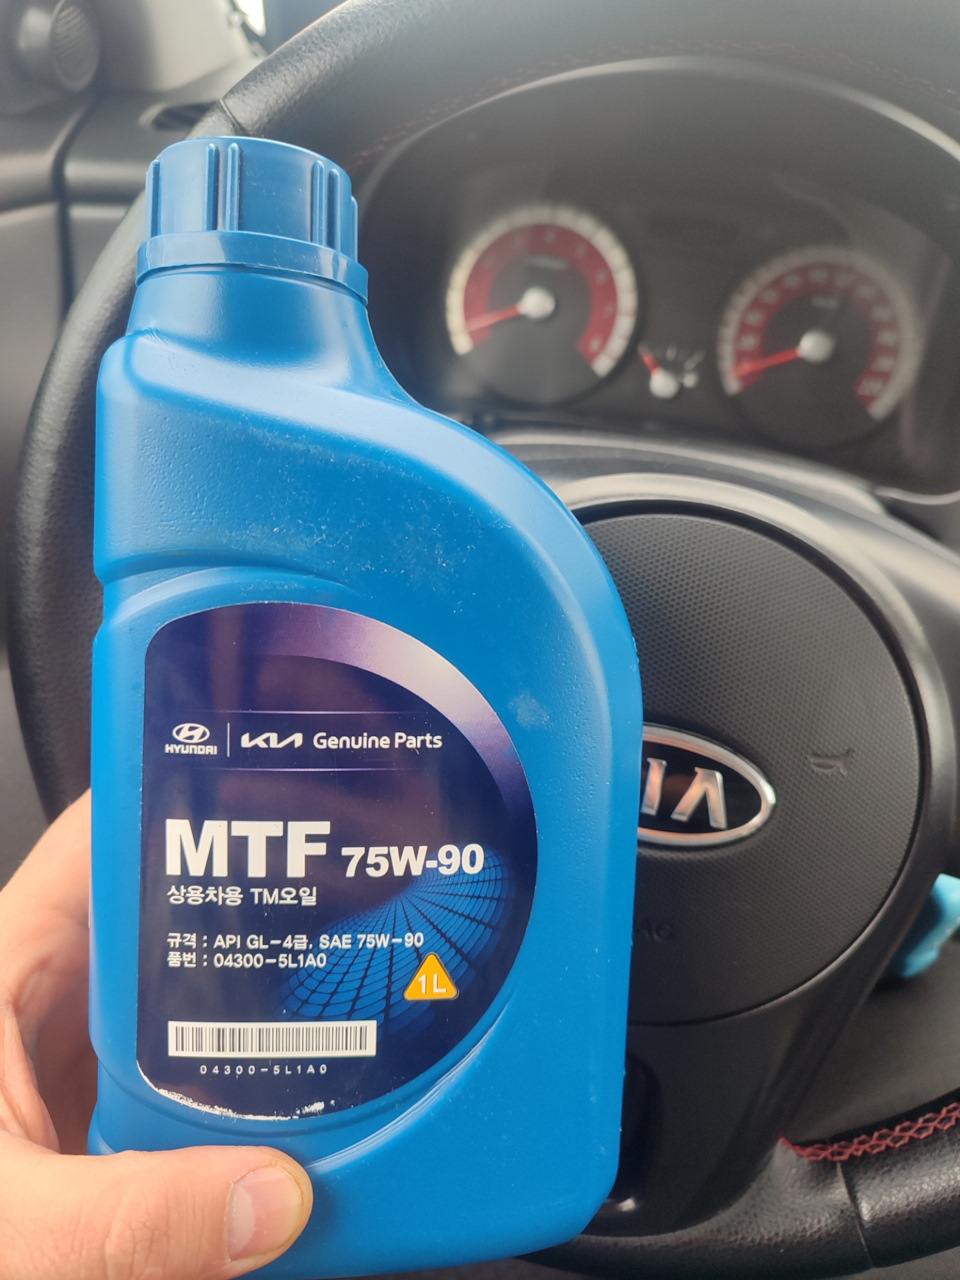 HYUNDAI KIA Genuine Parts
MTF 75W-90
상용차용 TM오일
규격 : API GL-4급, SAE 75W-90
품번 : 04300-5L1A0
1L
04300-5L1A0